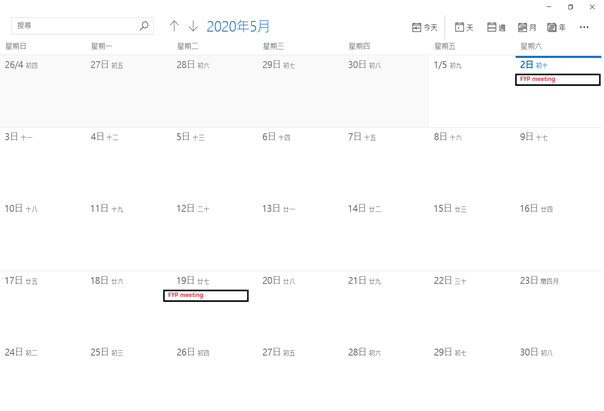 搜尋
2020年5月
今天 天 週 月 年
星期日 星期一 星期二 星期三 星期四 星期五 星期六
26/4 初四 27日 初五 28日 初六 29日 初七 30日 初八 1/5 初九 2日 初十
FYP meeting
3日 十一 4日 十二 5日 十三 6日 十四 7日 十五 8日 十六 9日 十七
10日 十八 11日 十九 12日 二十 13日 廿一 14日 廿二 15日 廿三 16日 廿四
17日 廿五 18日 廿六 19日 廿七 20日 廿八 21日 廿九 22日 三十 23日 閏四月
FYP meeting
24日 初二 25日 初三 26日 初四 27日 初五 28日 初六 29日 初七 30日 初八